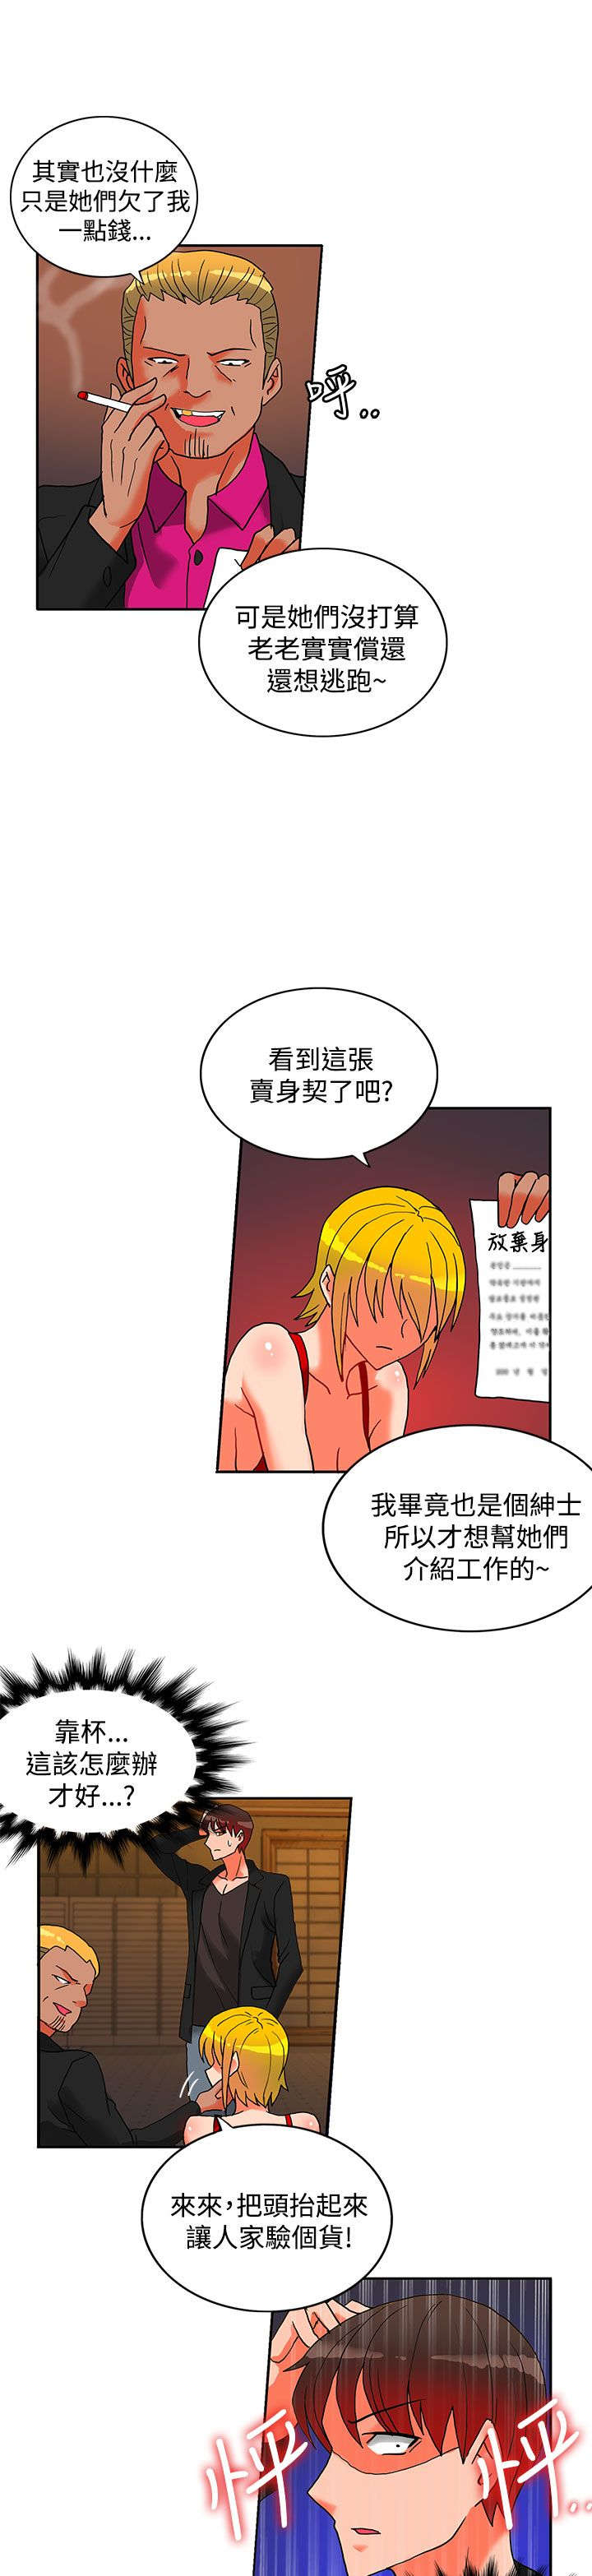 其實也沒什麼
只是她們欠了我
一點錢...
呼..
可是她們沒打算
老老實實償還
還想逃跑~
看到這張
賣身契了吧?
放棄身
我畢竟也是個紳士
所以才想幫她們
介紹工作的~
靠杯...
這該怎麼辦
才好...?
來來,把頭抬起來
讓人家驗個貨!
怦
怦..